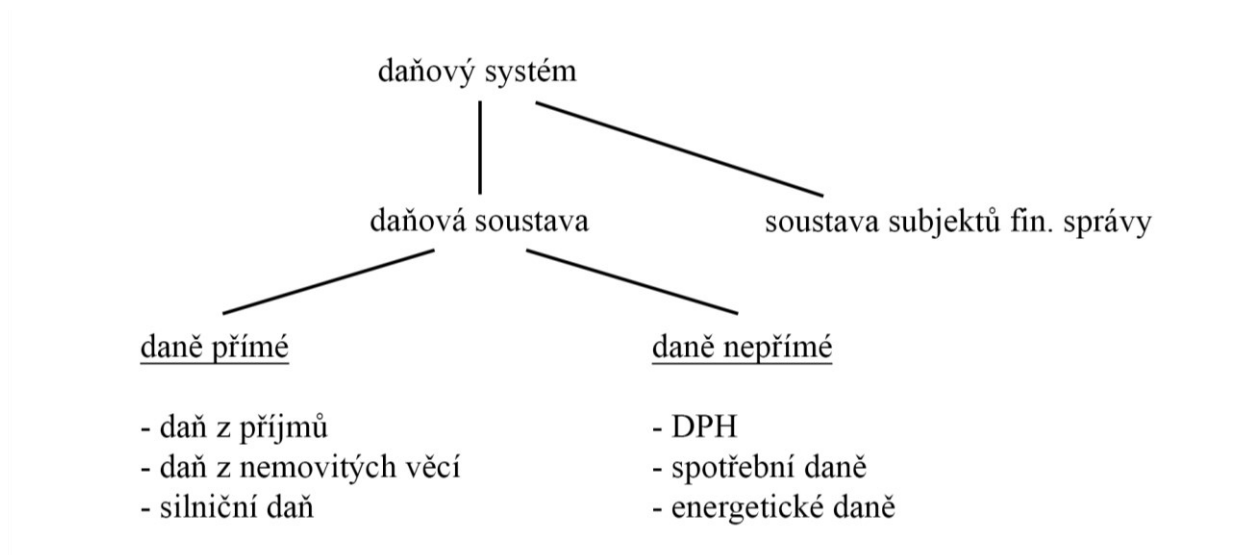 daňový systém
daňová soustava
soustava subjektů fin. správy
daně přímé
- daň z příjmů
- daň z nemovitých věcí
- silniční daň
daně nepřímé
- DPH
- spotřební daně
- energetické daně